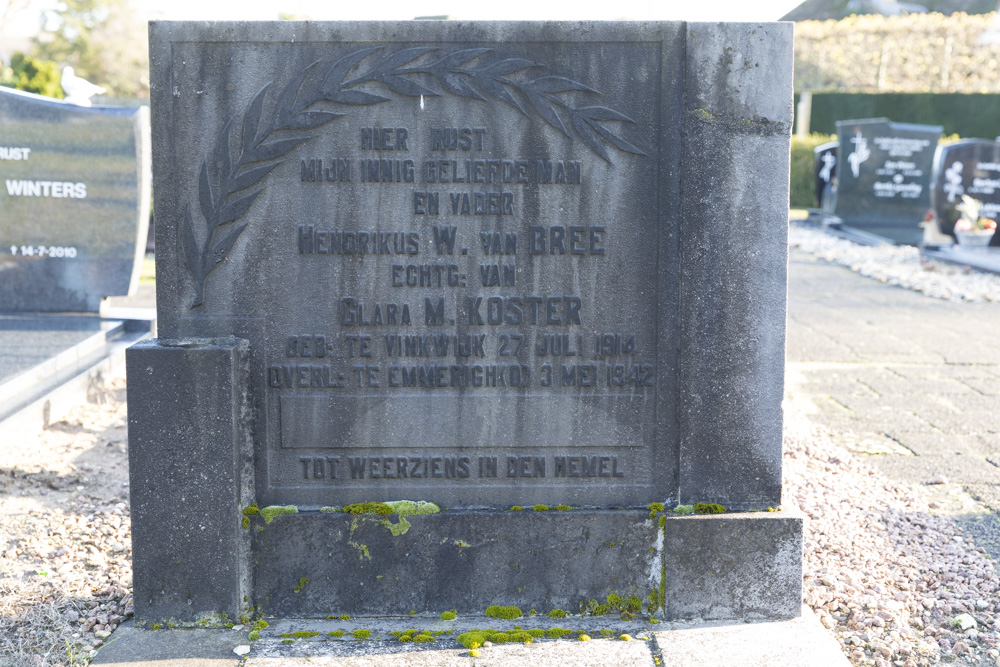 HIER RUST
MIJN INNIG GELIEFDE MAN
EN VADER
HENDRIKUS W. VAN BREE
ECHTG: VAN
CLARA M. KOSTER
GEB: TE VINKWIJK 27 JULI 1914
OVERL: TE EMMERICH 3 MEI 1942
TOT WEERZIENS IN DEN HEMEL
RUST
WINTERS
† 14-7-2010